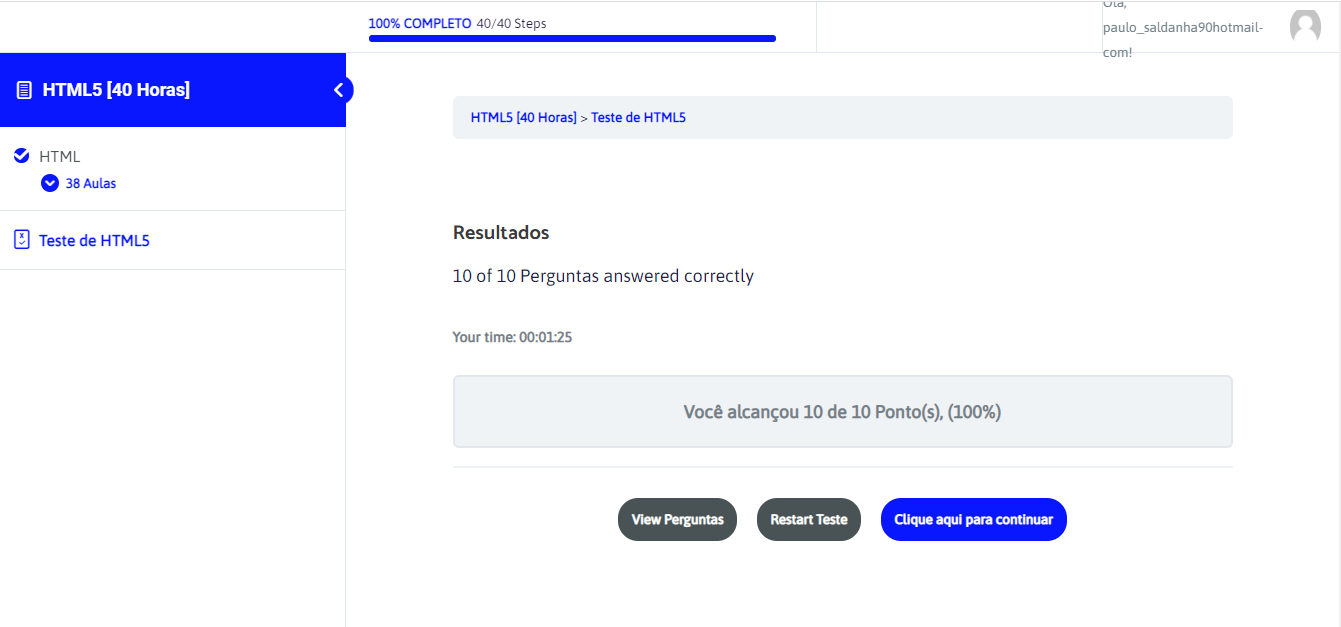 100% COMPLETO 40/40 Steps
Olá,
paulo_saldanha90hotmail-
com!
HTML5 [40 Horas]
HTML
38 Aulas
Teste de HTML5
HTML5 [40 Horas] > Teste de HTML5
Resultados
10 of 10 Perguntas answered correctly
Your time: 00:01:25
Você alcançou 10 de 10 Ponto(s), (100%)
View Perguntas
Restart Teste
Clique aqui para continuar